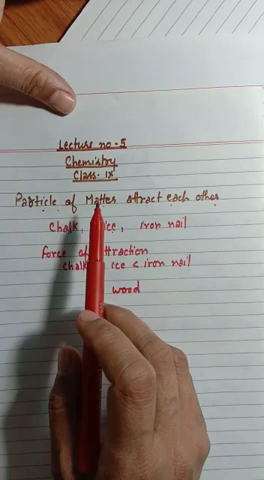 Lecture no-5
Chemistry
Class-IX
Particle of Matter attract each other
Chalk, ice, iron nail
Force of attraction
chalk ice < iron nail
wood